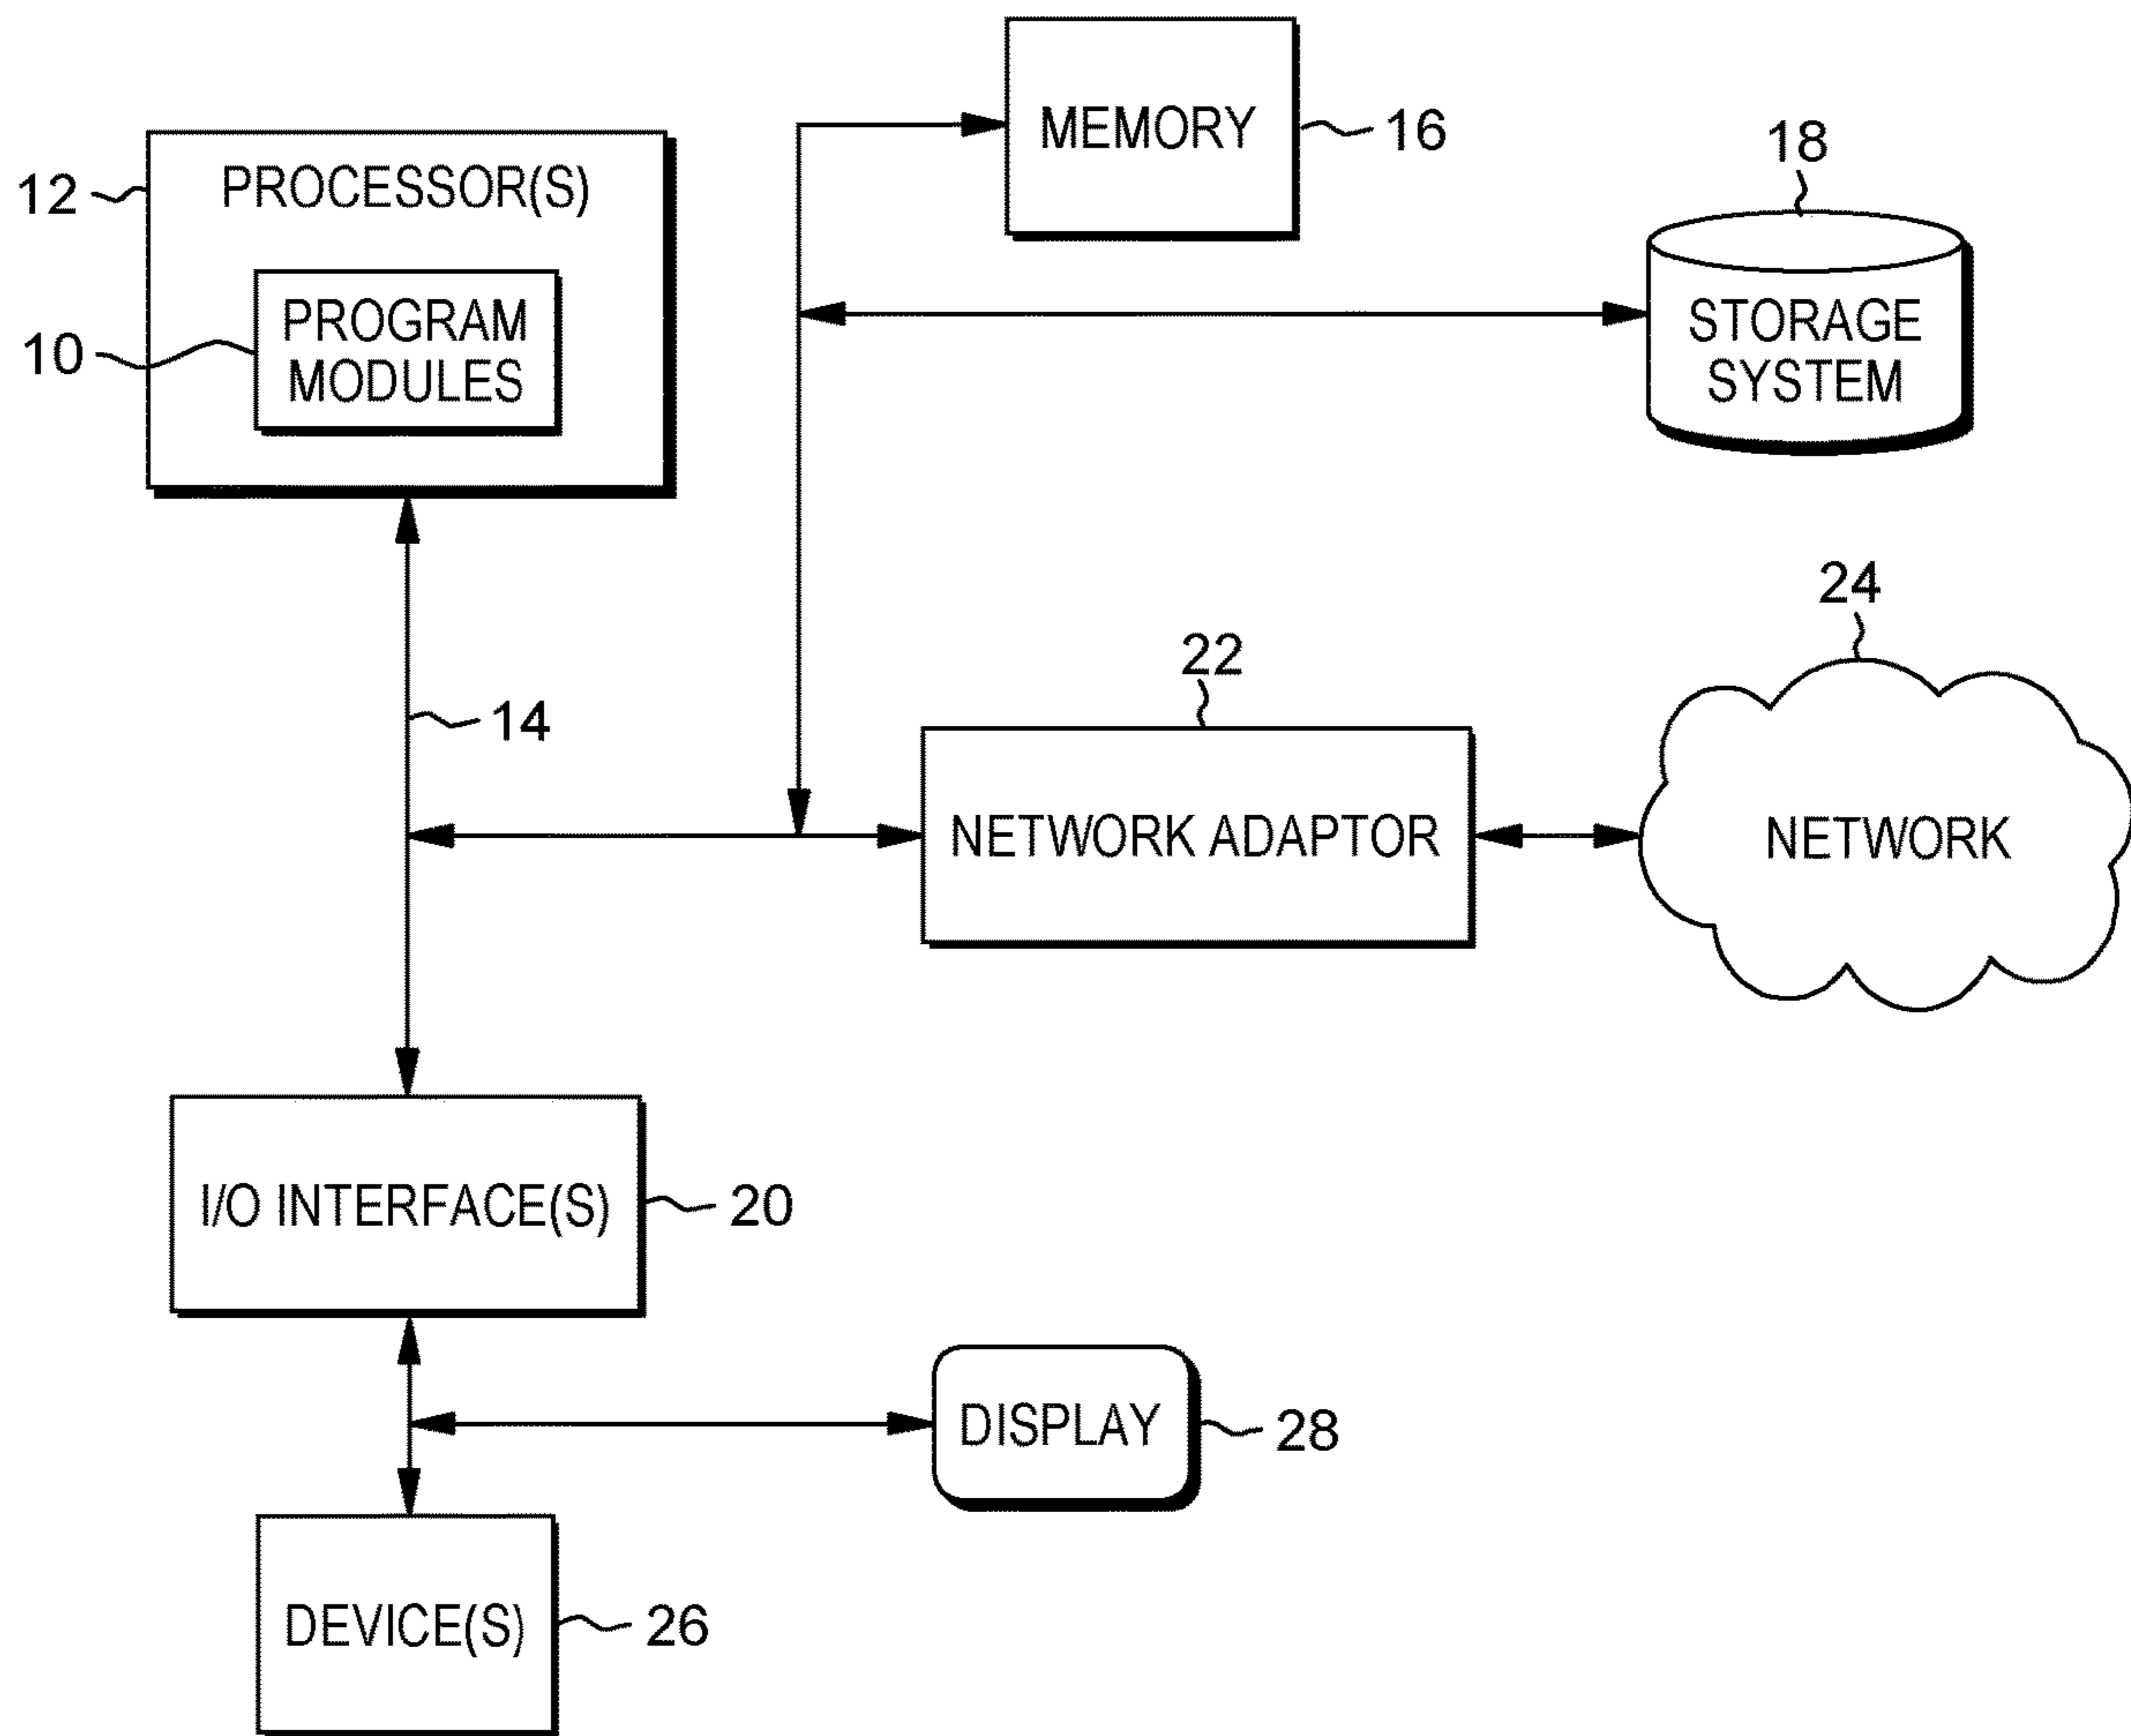 MEMORY
16
18
12
PROCESSOR(S)
STORAGE
SYSTEM
10
PROGRAM
MODULES
24
22
14
NETWORK ADAPTOR
NETWORK
I/O INTERFACE(S)
20
DISPLAY
28
DEVICE(S)
26